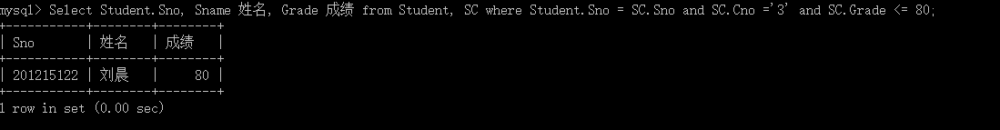 mysql> Select Student.Sno, Sname 姓名, Grade 成绩 from Student, SC where Student.Sno = SC.Sno and SC.Cno ='3' and SC.Grade <= 80;
+-----------+--------+--------+
| Sno       | 姓名   | 成绩   |
+-----------+--------+--------+
| 201215122 | 刘晨   |     80 |
+-----------+--------+--------+
1 row in set (0.00 sec)